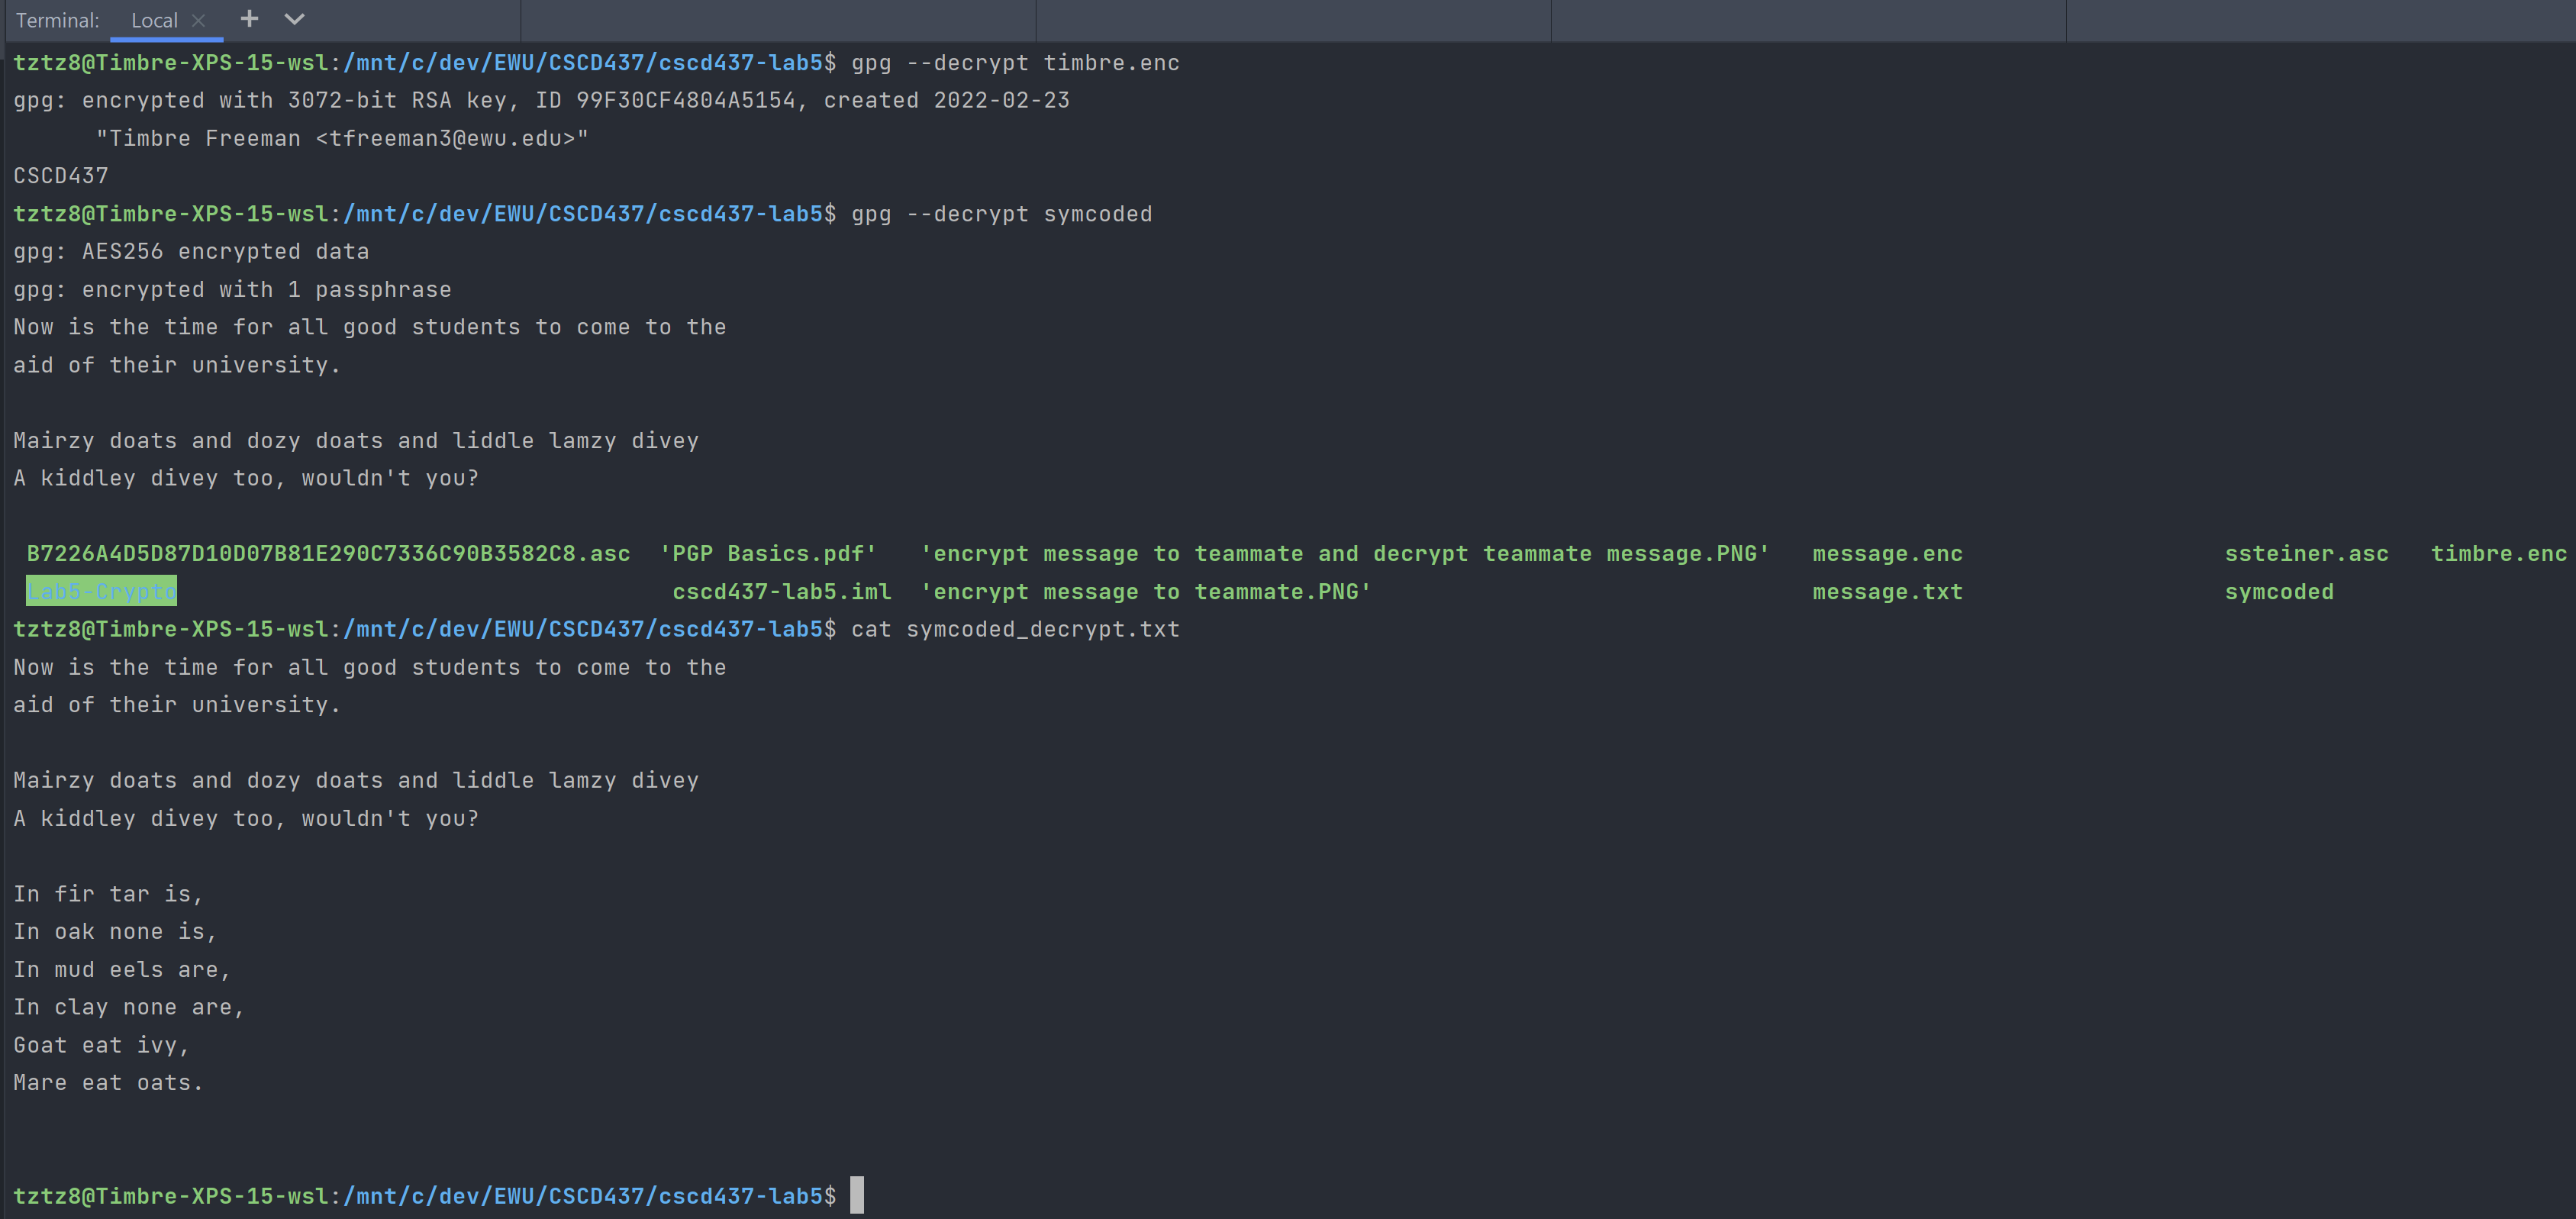 Terminal: Local
tztz8@Timbre-XPS-15-wsl:/mnt/c/dev/EWU/CSCD437/cscd437-lab5$ gpg --decrypt timbre.enc
gpg: encrypted with 3072-bit RSA key, ID 99F30CF4804A5154, created 2022-02-23
"Timbre Freeman <tfreeman3@ewu.edu>"
CSCD437
tztz8@Timbre-XPS-15-wsl:/mnt/c/dev/EWU/CSCD437/cscd437-lab5$ gpg --decrypt symcoded
gpg: AES256 encrypted data
gpg: encrypted with 1 passphrase
Now is the time for all good students to come to the
aid of their university.
Mairzy doats and dozy doats and liddle lamzy divey
A kiddley divey too, wouldn't you?
B7226A4D5D87D10D07B81E290C7336C90B3582C8.asc 'PGP Basics.pdf' 'encrypt message to teammate and decrypt teammate message.PNG' message.enc ssteiner.asc timbre.enc
Lab5-Crypto cscd437-lab5.iml 'encrypt message to teammate.PNG' message.txt symcoded
tztz8@Timbre-XPS-15-wsl:/mnt/c/dev/EWU/CSCD437/cscd437-lab5$ cat symcoded_decrypt.txt
Now is the time for all good students to come to the
aid of their university.
Mairzy doats and dozy doats and liddle lamzy divey
A kiddley divey too, wouldn't you?
In fir tar is,
In oak none is,
In mud eels are,
In clay none are,
Goat eat ivy,
Mare eat oats.
tztz8@Timbre-XPS-15-wsl:/mnt/c/dev/EWU/CSCD437/cscd437-lab5$